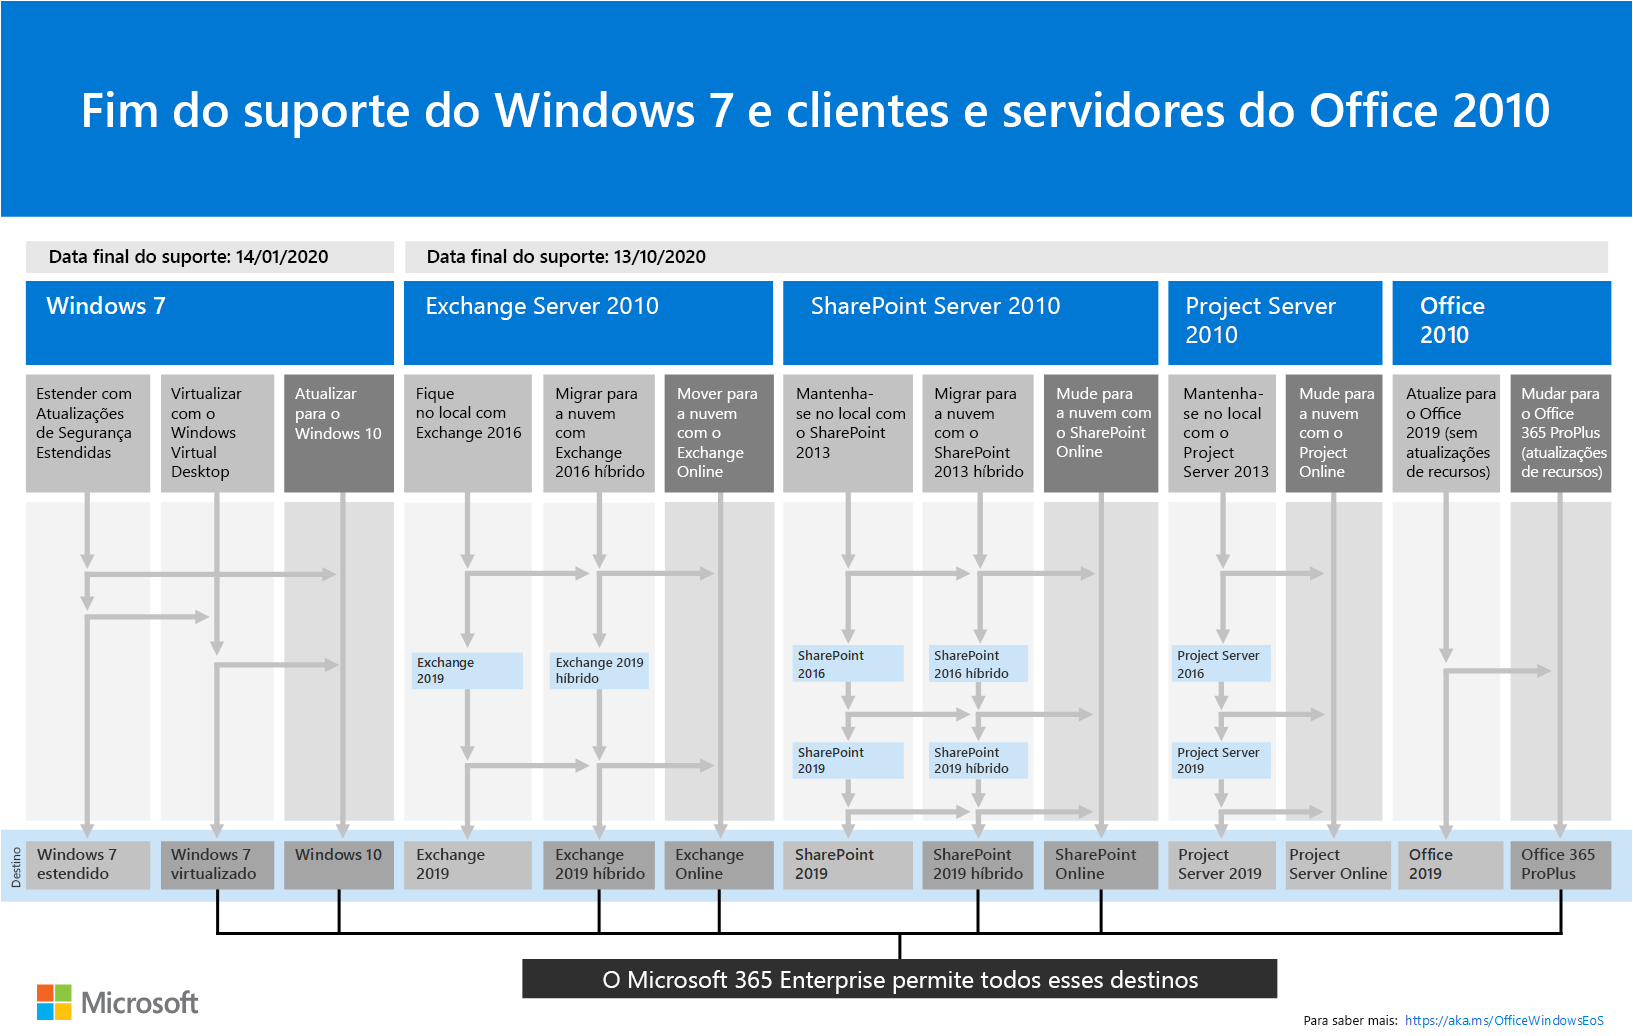 Fim do suporte do Windows 7 e clientes e servidores do Office 2010
Data final do suporte: 14/01/2020
Data final do suporte: 13/10/2020
Windows 7
Exchange Server 2010
SharePoint Server 2010
Project Server
2010
Office
2010
Estender com
Atualizações
de Segurança
Estendidas
Virtualizar
com o
Windows
Virtual
Desktop
Atualizar
para o
Windows 10
Fique
no local com
Exchange 2016
Migrar para
a nuvem
com
Exchange
2016 híbrido
Mover para
a nuvem
com o
Exchange
Online
Mantenha-
se no local com
o SharePoint
2013
Migrar para
a nuvem
com o
SharePoint
2013 híbrido
Mude para
a nuvem com
o SharePoint
Online
Mantenha-
se no local
com o
Project
Server 2013
Mude para
a nuvem
com o
Project
Online
Atualize para
o Office
2019 (sem
atualizações
de recursos)
Mudar para
o Office
365 ProPlus
(atualizações
de recursos)
Exchange
2019
Exchange 2019
híbrido
SharePoint
2016
SharePoint
2016 híbrido
Project Server
2016
SharePoint
2019
SharePoint
2019 híbrido
Project Server
2019
Destino
Windows 7
estendido
Windows 7
virtualizado
Windows 10
Exchange
2019
Exchange
2019 híbrido
Exchange
Online
SharePoint
2019
SharePoint
2019 híbrido
SharePoint
Online
Project
Server 2019
Project
Server Online
Office
2019
Office 365
ProPlus
O Microsoft 365 Enterprise permite todos esses destinos
Microsoft
Para saber mais: https://aka.ms/OfficeWindowsEoS